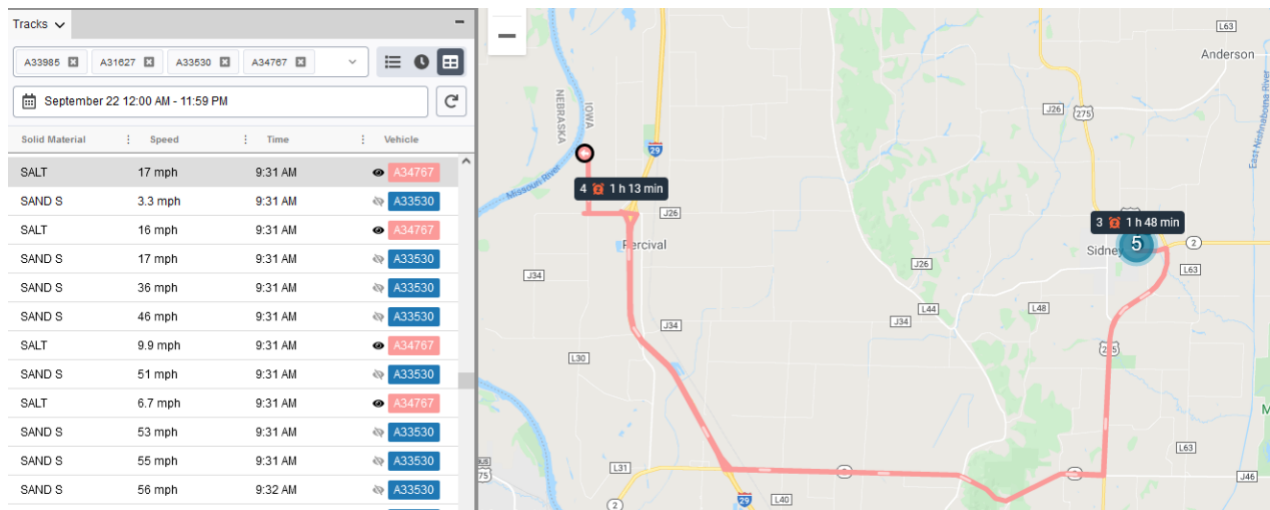 Tracks
A33985 A31627 A33530 A34767
September 22 12:00 AM - 11:59 PM
Solid Material Speed Time Vehicle
SALT 17 mph 9:31 AM A34767
SAND S 3.3 mph 9:31 AM A33530
SALT 16 mph 9:31 AM A34767
SAND S 17 mph 9:31 AM A33530
SAND S 36 mph 9:31 AM A33530
SAND S 46 mph 9:31 AM A33530
SALT 9.9 mph 9:31 AM A34767
SAND S 51 mph 9:31 AM A33530
SALT 6.7 mph 9:31 AM A34767
SAND S 53 mph 9:31 AM A33530
SAND S 55 mph 9:31 AM A33530
SAND S 56 mph 9:32 AM A33530
L63
Anderson
NEBRASKA
IOWA
J26
275
29
East Nishnabotna River
Missouri River
4 1 h 13 min
J26
3 1 h 48 min
Percival
Sidney
5
2
J26
L63
J34
L44
L48
J34
J34
L30
L63
L31
75
J46
2
29
L40